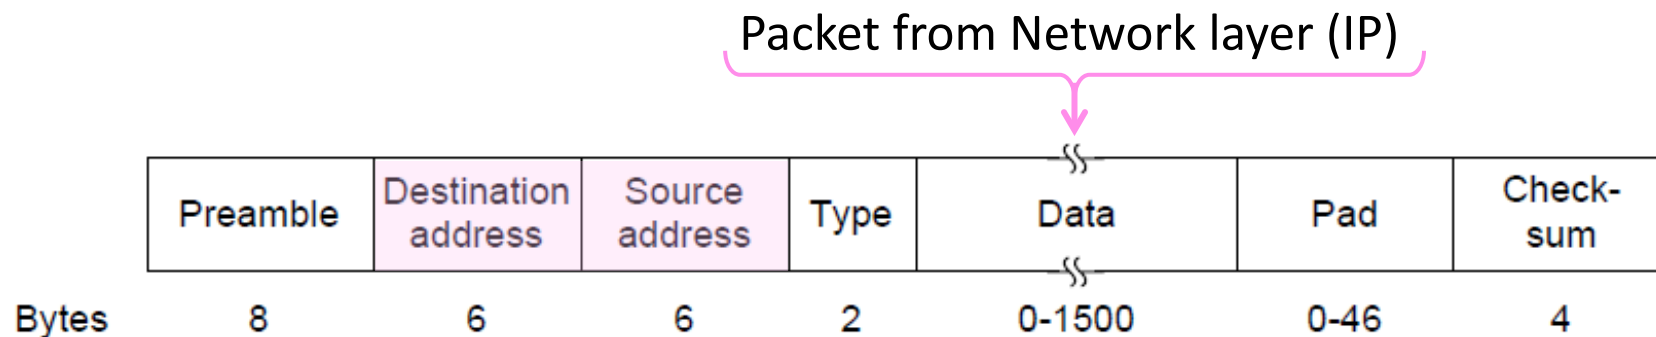 Packet from Network layer (IP)
Preamble
Destination
address
Source
address
Type
Data
Pad
Check-
sum
Bytes 8 6 6 2 0-1500 0-46 4